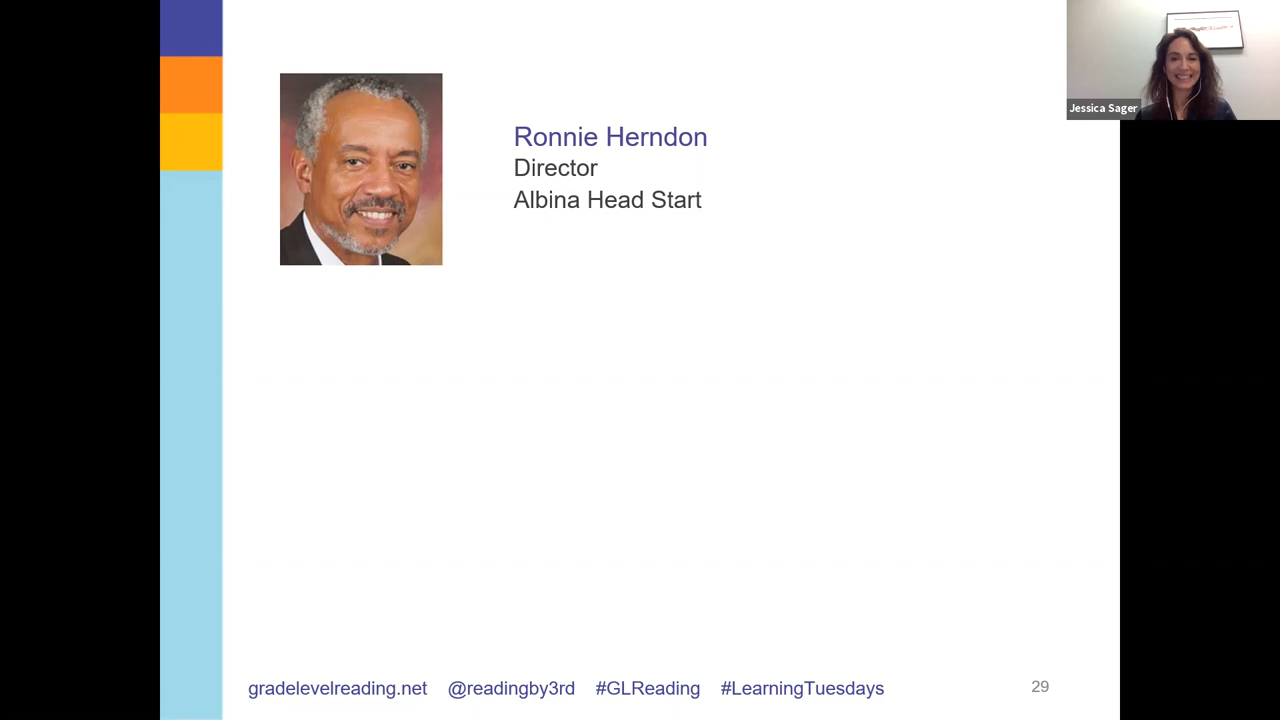 Jessica Sager
Ronnie Herndon
Director
Albina Head Start
gradelevelreading.net @readingby3rd #GLReading #LearningTuesdays 29